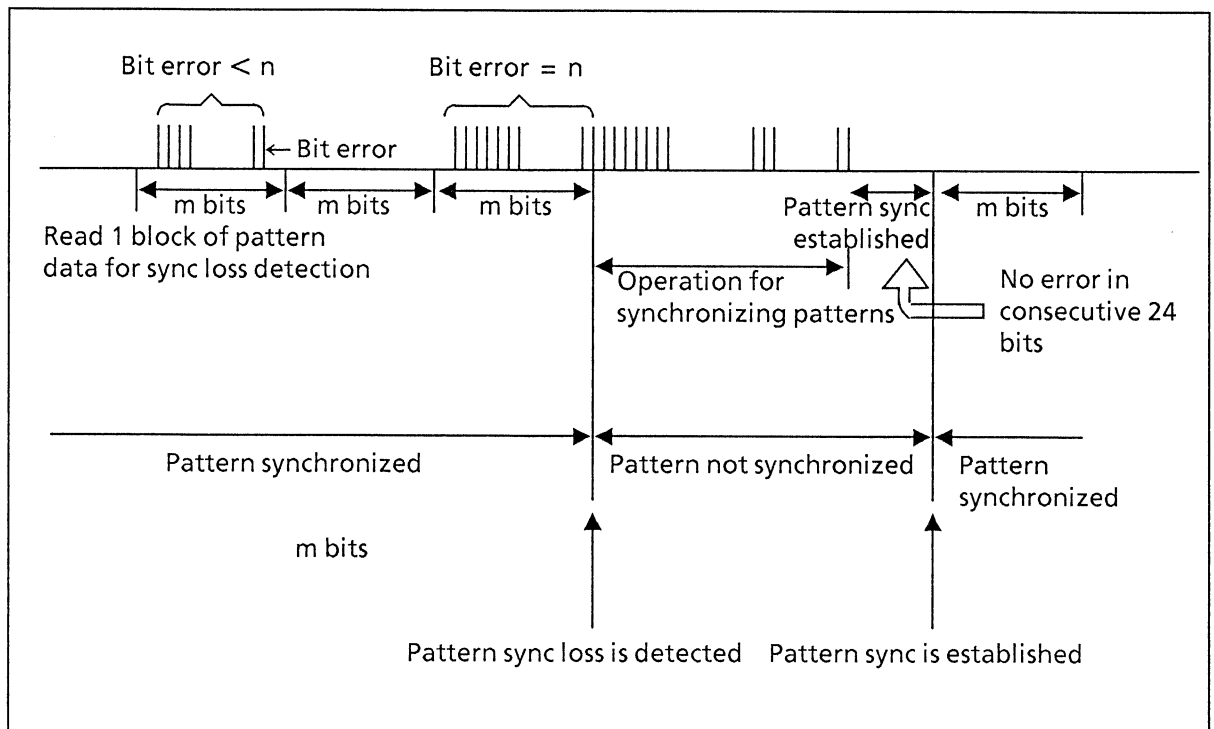 Bit error < n
Bit error = n
← Bit error
m bits
m bits
m bits
Pattern sync
established
m bits
Read 1 block of pattern
data for sync loss detection
Operation for
synchronizing patterns
No error in
consecutive 24
bits
Pattern synchronized
Pattern not synchronized
Pattern
synchronized
m bits
Pattern sync loss is detected
Pattern sync is established